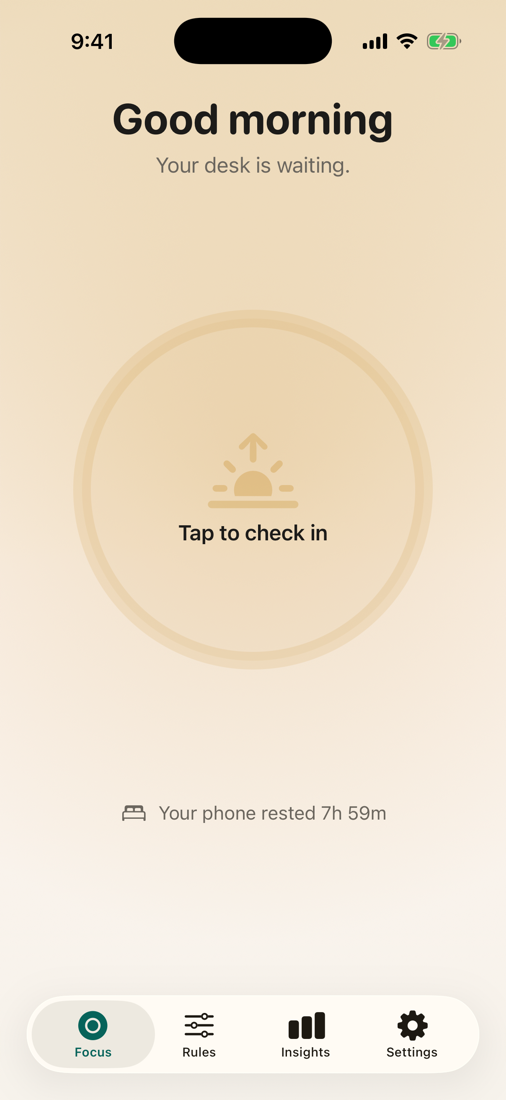 9:41
Good morning
Your desk is waiting.
Tap to check in
Your phone rested 7h 59m
Focus
Rules
Insights
Settings